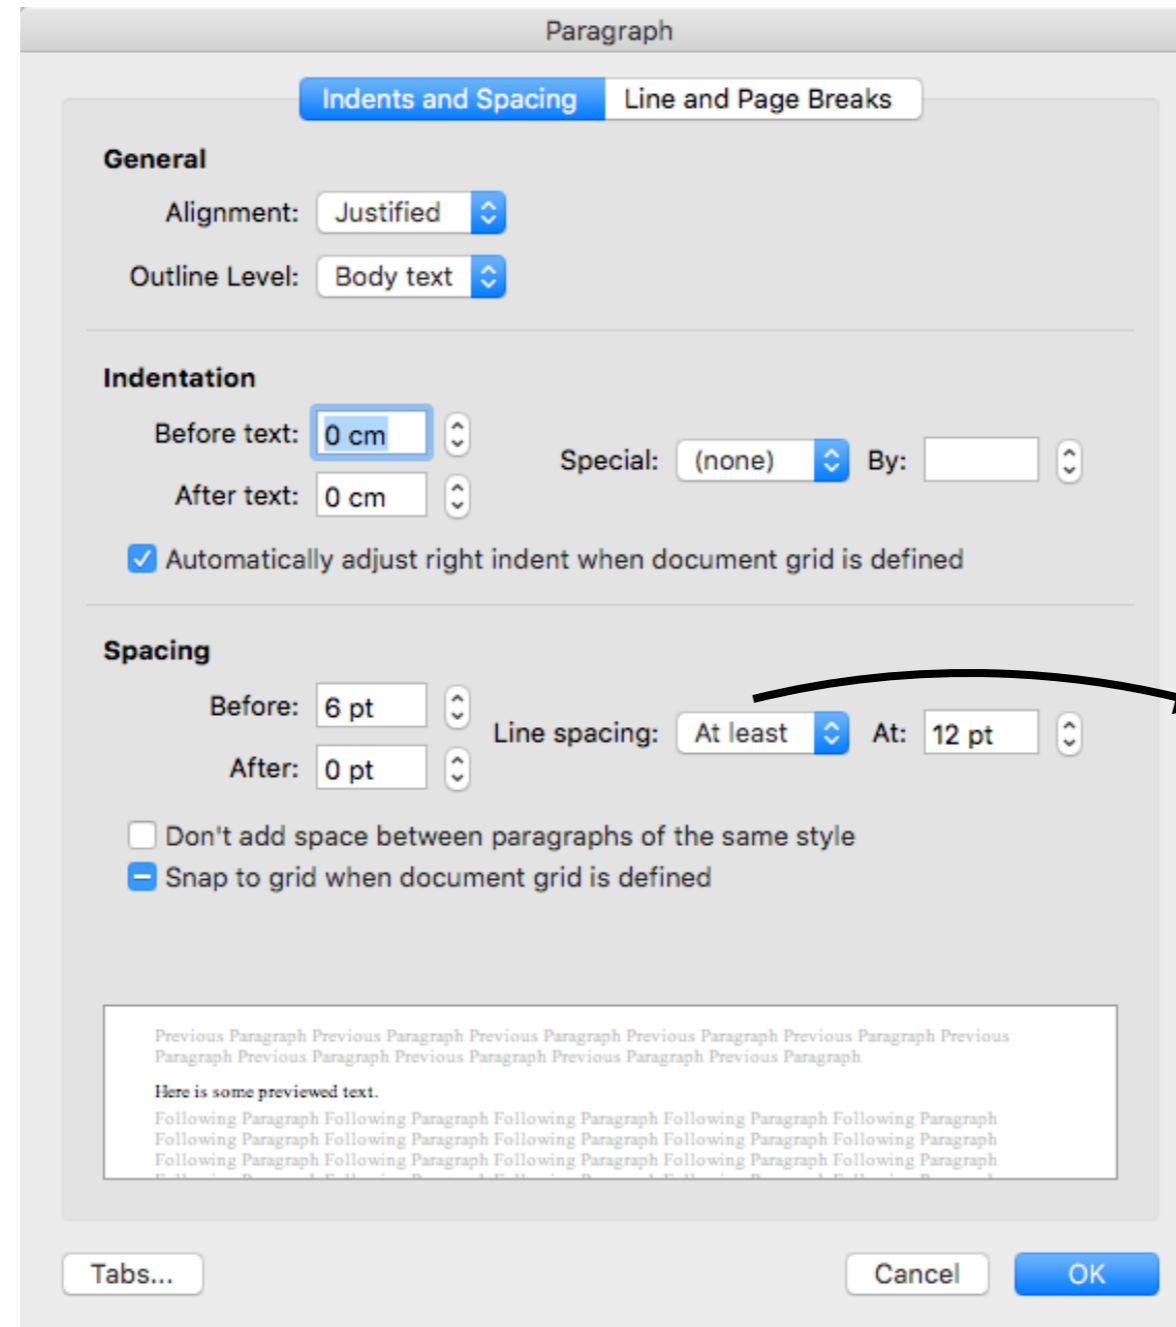 Paragraph
Indents and Spacing Line and Page Breaks
General
Alignment: Justified
Outline Level: Body text
Indentation
Before text: 0 cm
Special: (none) By:
After text: 0 cm
Automatically adjust right indent when document grid is defined
Spacing
Before: 6 pt
Line spacing: At least At: 12 pt
After: 0 pt
Don't add space between paragraphs of the same style
Snap to grid when document grid is defined
Previous Paragraph Previous Paragraph Previous Paragraph Previous Paragraph Previous Paragraph Previous
Paragraph Previous Paragraph Previous Paragraph Previous Paragraph Previous Paragraph
Here is some previewed text.
Following Paragraph Following Paragraph Following Paragraph Following Paragraph Following Paragraph
Following Paragraph Following Paragraph Following Paragraph Following Paragraph Following Paragraph
Following Paragraph Following Paragraph Following Paragraph Following Paragraph Following Paragraph
Tabs... Cancel OK